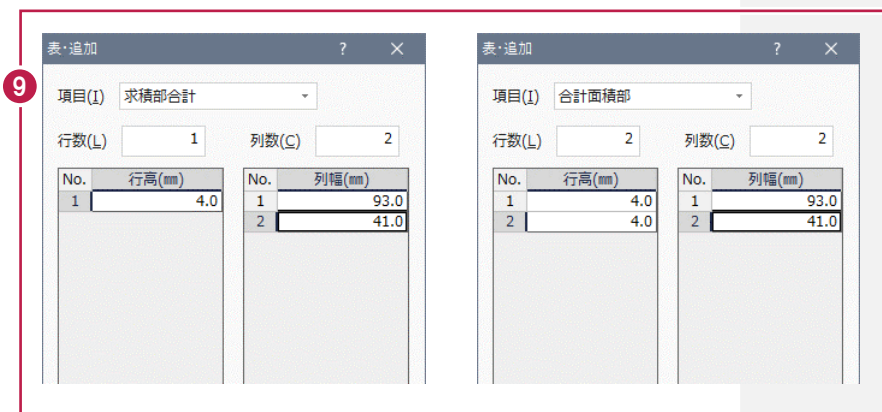 9
表・追加 ? ×
項目(I) 求積部合計
行数(L) 1 列数(C) 2
No. 行高(㎜) No. 列幅(㎜)
1 4.0 1 93.0
2 41.0
表・追加 ? ×
項目(I) 合計面積部
行数(L) 2 列数(C) 2
No. 行高(㎜) No. 列幅(㎜)
1 4.0 1 93.0
2 4.0 2 41.0